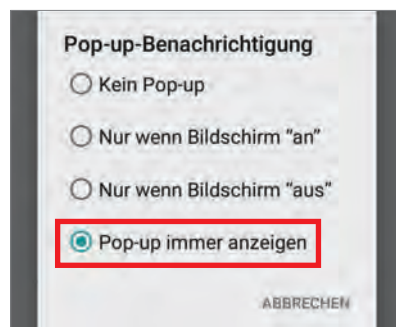 Pop-up-Benachrichtigung
Kein Pop-up
Nur wenn Bildschirm "an"
Nur wenn Bildschirm "aus"
Pop-up immer anzeigen
ABBRECHEN